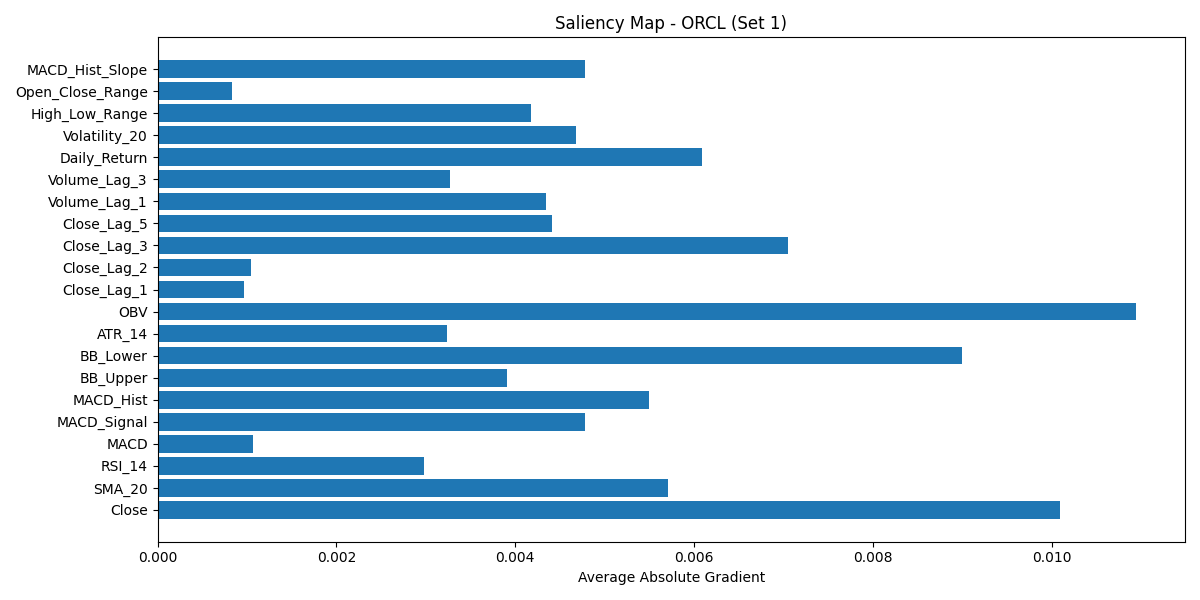 Saliency Map - ORCL (Set 1)
MACD_Hist_Slope
Open_Close_Range
High_Low_Range
Volatility_20
Daily_Return
Volume_Lag_3
Volume_Lag_1
Close_Lag_5
Close_Lag_3
Close_Lag_2
Close_Lag_1
OBV
ATR_14
BB_Lower
BB_Upper
MACD_Hist
MACD_Signal
MACD
RSI_14
SMA_20
Close
0.000 0.002 0.004 0.006 0.008 0.010
Average Absolute Gradient